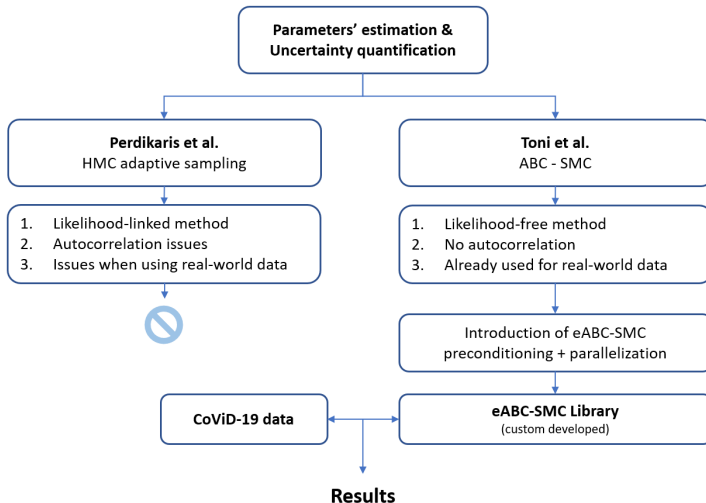 Parameters' estimation &
Uncertainty quantification
Perdikaris et al.
HMC adaptive sampling
Toni et al.
ABC - SMC
1. Likelihood-linked method
2. Autocorrelation issues
3. Issues when using real-world data
1. Likelihood-free method
2. No autocorrelation
3. Already used for real-world data
Introduction of eABC-SMC
preconditioning + parallelization
CoViD-19 data
eABC-SMC Library
(custom developed)
Results